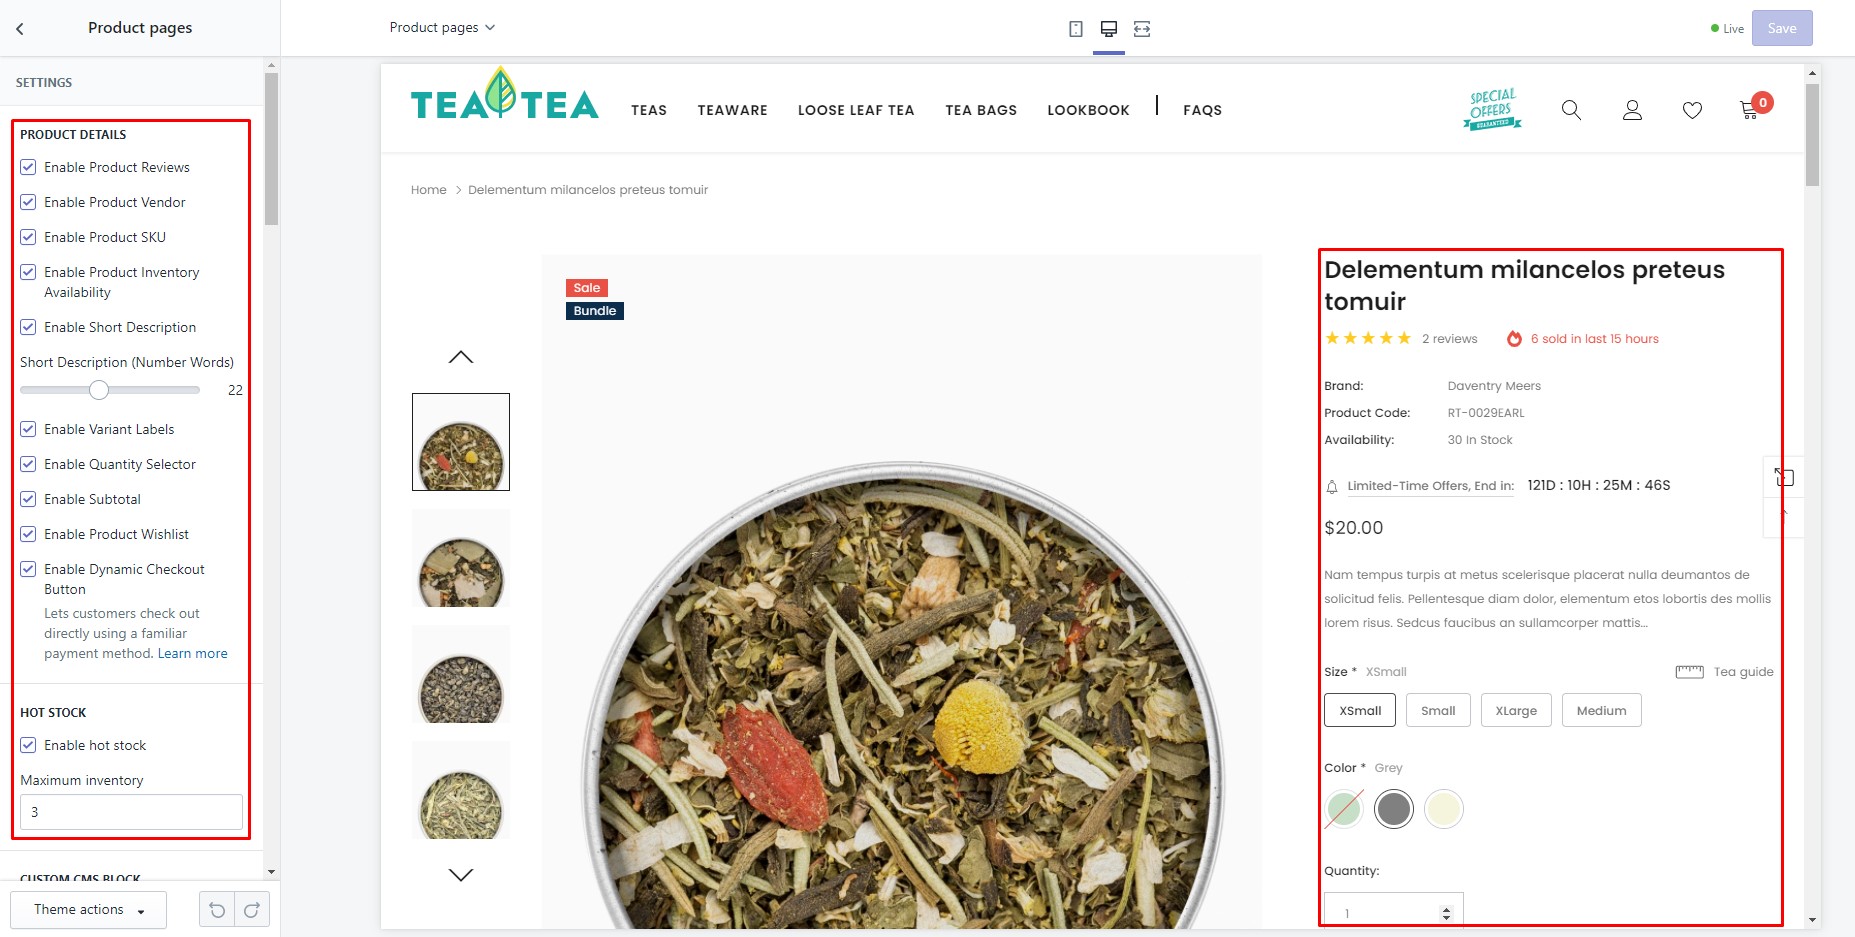 Product pages
SETTINGS
PRODUCT DETAILS
Enable Product Reviews
Enable Product Vendor
Enable Product SKU
Enable Product Inventory
Availability
Enable Short Description
Short Description (Number Words)
22
Enable Variant Labels
Enable Quantity Selector
Enable Subtotal
Enable Product Wishlist
Enable Dynamic Checkout
Button
Lets customers check out
directly using a familiar
payment method. Learn more
HOT STOCK
Enable hot stock
Maximum inventory
3
CUSTOM CMS BLOCK
Theme actions
Product pages
Live
Save
TEA TEA
TEAS
TEAWARE
LOOSE LEAF TEA
TEA BAGS
LOOKBOOK
FAQS
SPECIAL
OFFERS
GUARANTEED
0
Home > Delementum milancelos preteus tomuir
Sale
Bundle
Delementum milancelos preteus
tomuir
2 reviews
6 sold in last 15 hours
Brand: Daventry Meers
Product Code: RT-0029EARL
Availability: 30 In Stock
Limited-Time Offers, End in: 121D : 10H : 25M : 46S
$20.00
Nam tempus turpis at metus scelerisque placerat nulla deumantos de
solicitud felis. Pellentesque diam dolor, elementum etos lobortis des mollis
lorem risus. Sedcus faucibus an sullamcorper mattis...
Size * XSmall
Tea guide
XSmall
Small
XLarge
Medium
Color * Grey
Quantity:
1